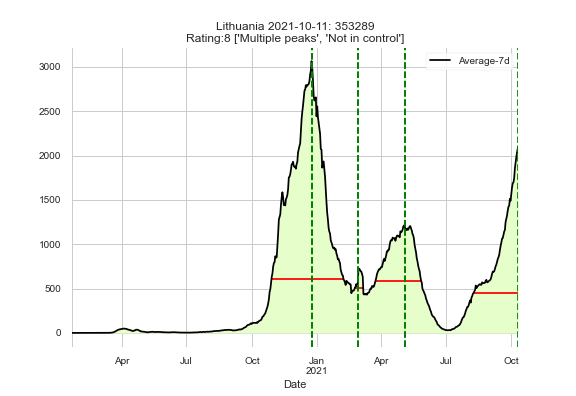 Lithuania 2021-10-11: 353289
Rating:8 ['Multiple peaks', 'Not in control']
Average-7d
3000
2500
2000
1500
1000
500
0
Apr Jul Oct Jan Apr Jul Oct
2021
Date